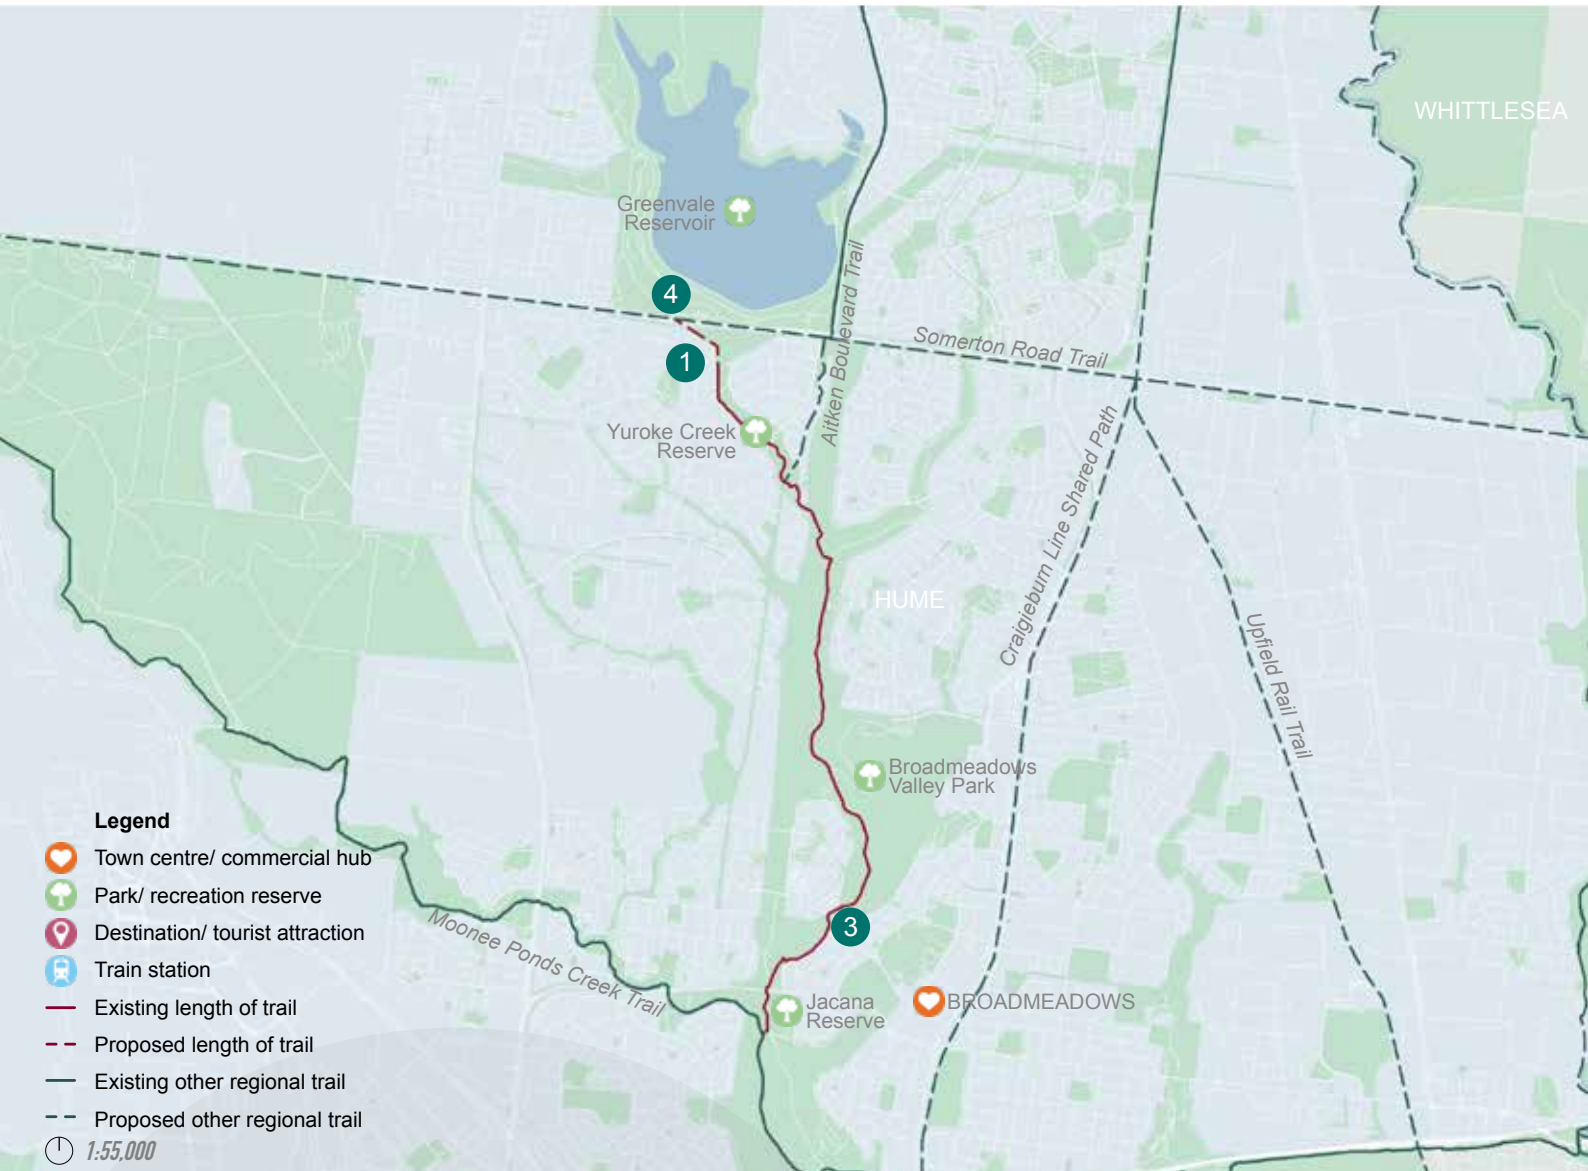 WHITTLESEA
Greenvale
Reservoir
4
Aitken Boulevard Trail
Somerton Road Trail
1
Yuroke Creek
Reserve
Craigieburn Line Shared Path
HUME
Upfield Rail Trail
Broadmeadows
Valley Park
Legend
Town centre/ commercial hub
Park/ recreation reserve
Destination/ tourist attraction
Train station
Existing length of trail
Proposed length of trail
Existing other regional trail
Proposed other regional trail
1:55,000
Moonee Ponds Creek Trail
3
Jacana
Reserve
BROADMEADOWS